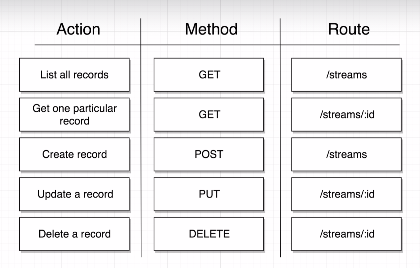 Action Method Route
List all records GET /streams
Get one particular
record GET /streams/:id
Create record POST /streams
Update a record PUT /streams/:id
Delete a record DELETE /streams/:id